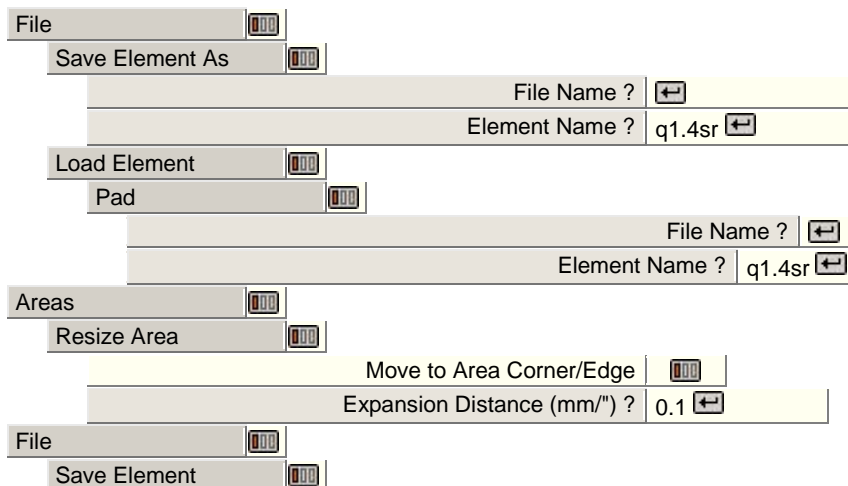 File
Save Element As
File Name ?
Element Name ? q1.4sr
Load Element
Pad
File Name ?
Element Name ? q1.4sr
Areas
Resize Area
Move to Area Corner/Edge
Expansion Distance (mm/") ? 0.1
File
Save Element